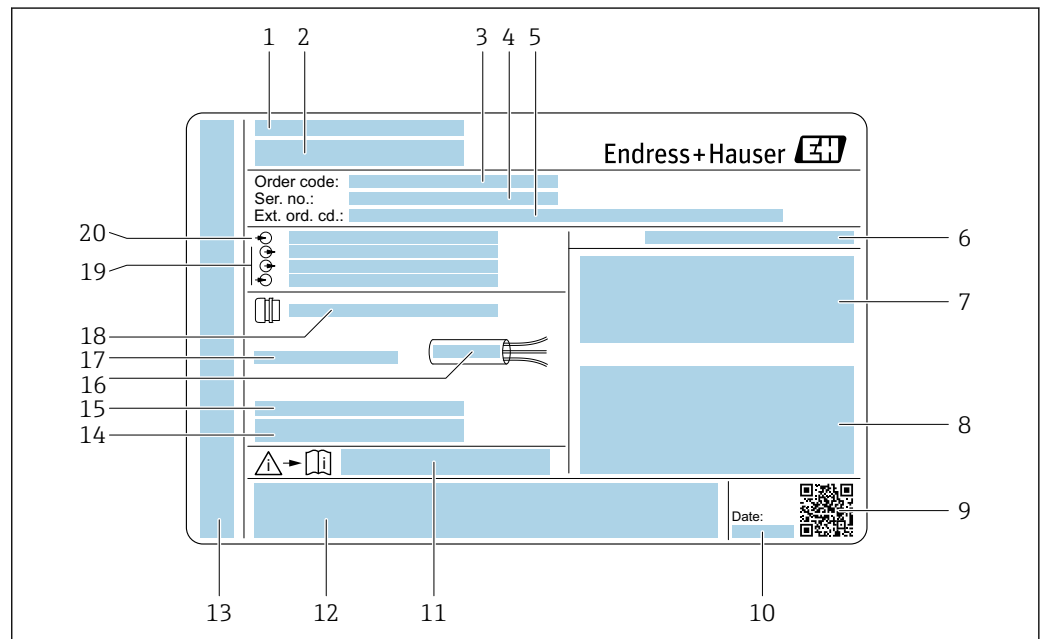 1 2 3 4 5
Endress+Hauser EH
Order code:
Ser. no.:
Ext. ord. cd.:
20
6
19
7
i i
18
17
16
15
8
14
Date:
9
13 12 11 10